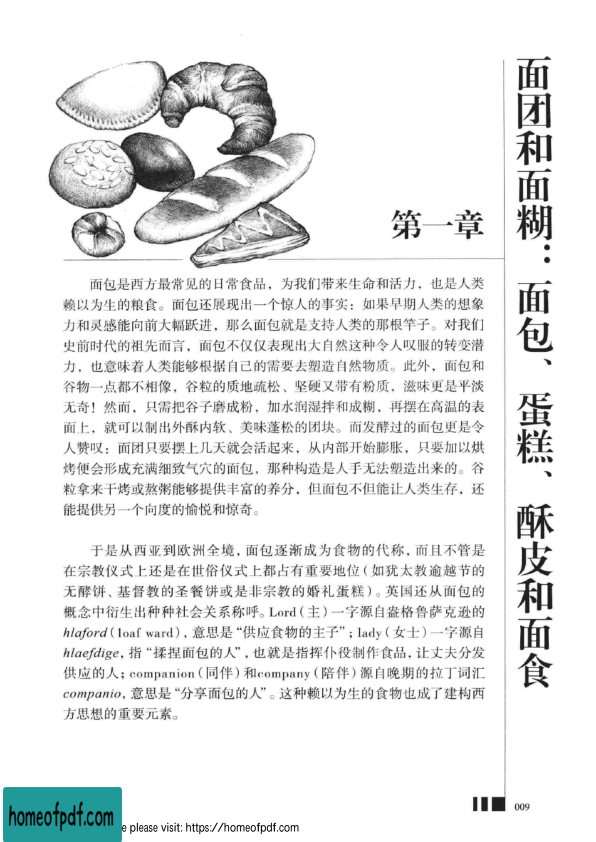 面团和面糊：面包、蛋糕、酥皮和面食
第一章
面包是西方最常见的日常食品，为我们带来生命和活力，也是人类
赖以为生的粮食。面包还展现出一个惊人的事实：如果早期人类的想象
力和灵感能向前大幅跃进，那么面包就是支持人类的那根竿子。对我们
史前时代的祖先而言，面包不仅仅表现出大自然这种令人叹服的转变潜
力，也意味着人类能够根据自己的需要去塑造自然物质。此外，面包和
谷物一点都不相像，谷粒的质地疏松、坚硬又带有粉质，滋味更是平淡
无奇！然而，只需把谷子磨成粉，加水润湿拌和成糊，再摆在高温的表
面上，就可以制出外酥内软、美味蓬松的团块。而发酵过的面包更是令
人赞叹：面团只要摆上几天就会活起来，从内部开始膨胀，只要加以烘
烤便会形成充满细致气穴的面包，那种构造是人手无法塑造出来的。谷
粒拿来干烤或熬粥能够提供丰富的养分，但面包不但能让人类生存，还
能提供另一个向度的愉悦和惊奇。
于是从西亚到欧洲全境，面包逐渐成为食物的代称，而且不管是
在宗教仪式上还是在世俗仪式上都占有重要地位（如犹太教逾越节的
无酵饼、基督教的圣餐饼或是非宗教的婚礼蛋糕）。英国还从面包的
概念中衍生出种种社会关系称呼。Lord（主）一字源自盎格鲁萨克逊的
hlaford（loaf ward），意思是“供应食物的主子”；lady（女士）一字源自
hlaefdige，指“揉捏面包的人”，也就是指挥仆役制作食品，让丈夫分发
供应的人；companion（同伴）和company（陪伴）源自晚期的拉丁词汇
companio，意思是“分享面包的人”。这种赖以为生的食物也成了建构西
方思想的重要元素。
009
homeofpdf.com
e please visit: https://homeofpdf.com